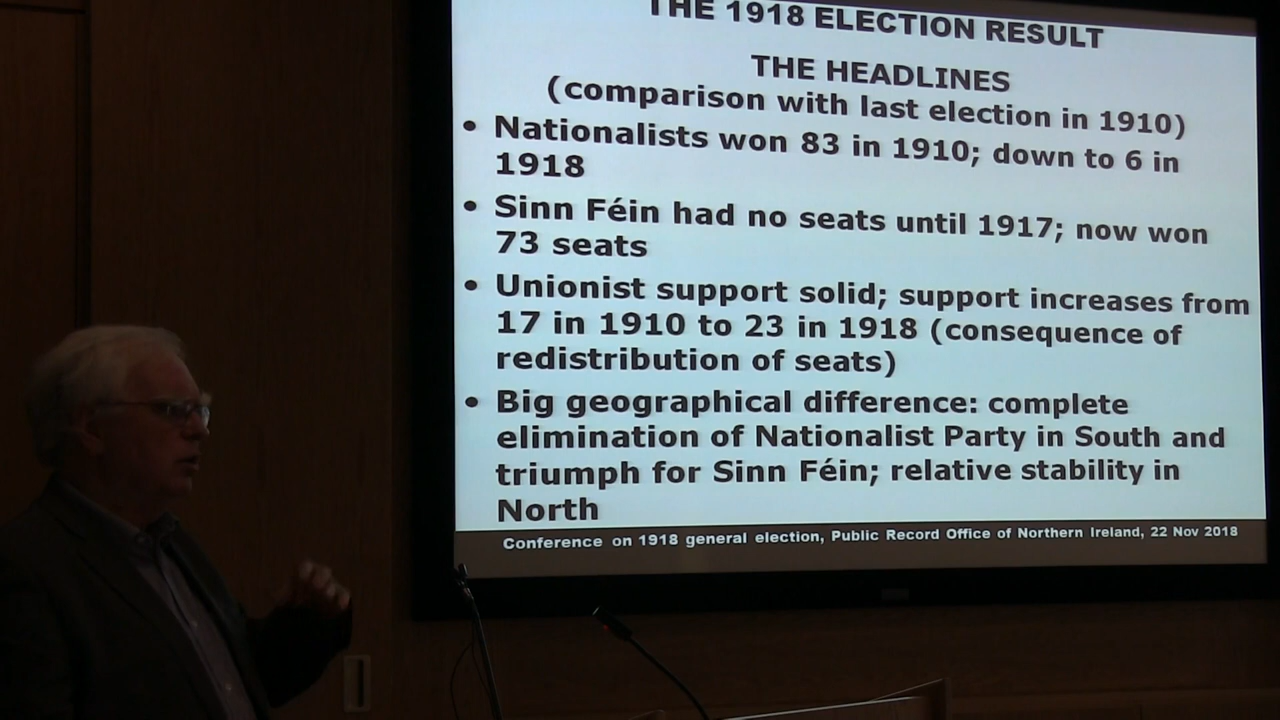 THE 1918 ELECTION RESULT
THE HEADLINES
(comparison with last election in 1910)
• Nationalists won 83 in 1910; down to 6 in
1918
• Sinn Féin had no seats until 1917; now won
73 seats
• Unionist support solid; support increases from
17 in 1910 to 23 in 1918 (consequence of
redistribution of seats)
• Big geographical difference: complete
elimination of Nationalist Party in South and
triumph for Sinn Féin; relative stability in
North
Conference on 1918 general election, Public Record Office of Northern Ireland, 22 Nov 2018